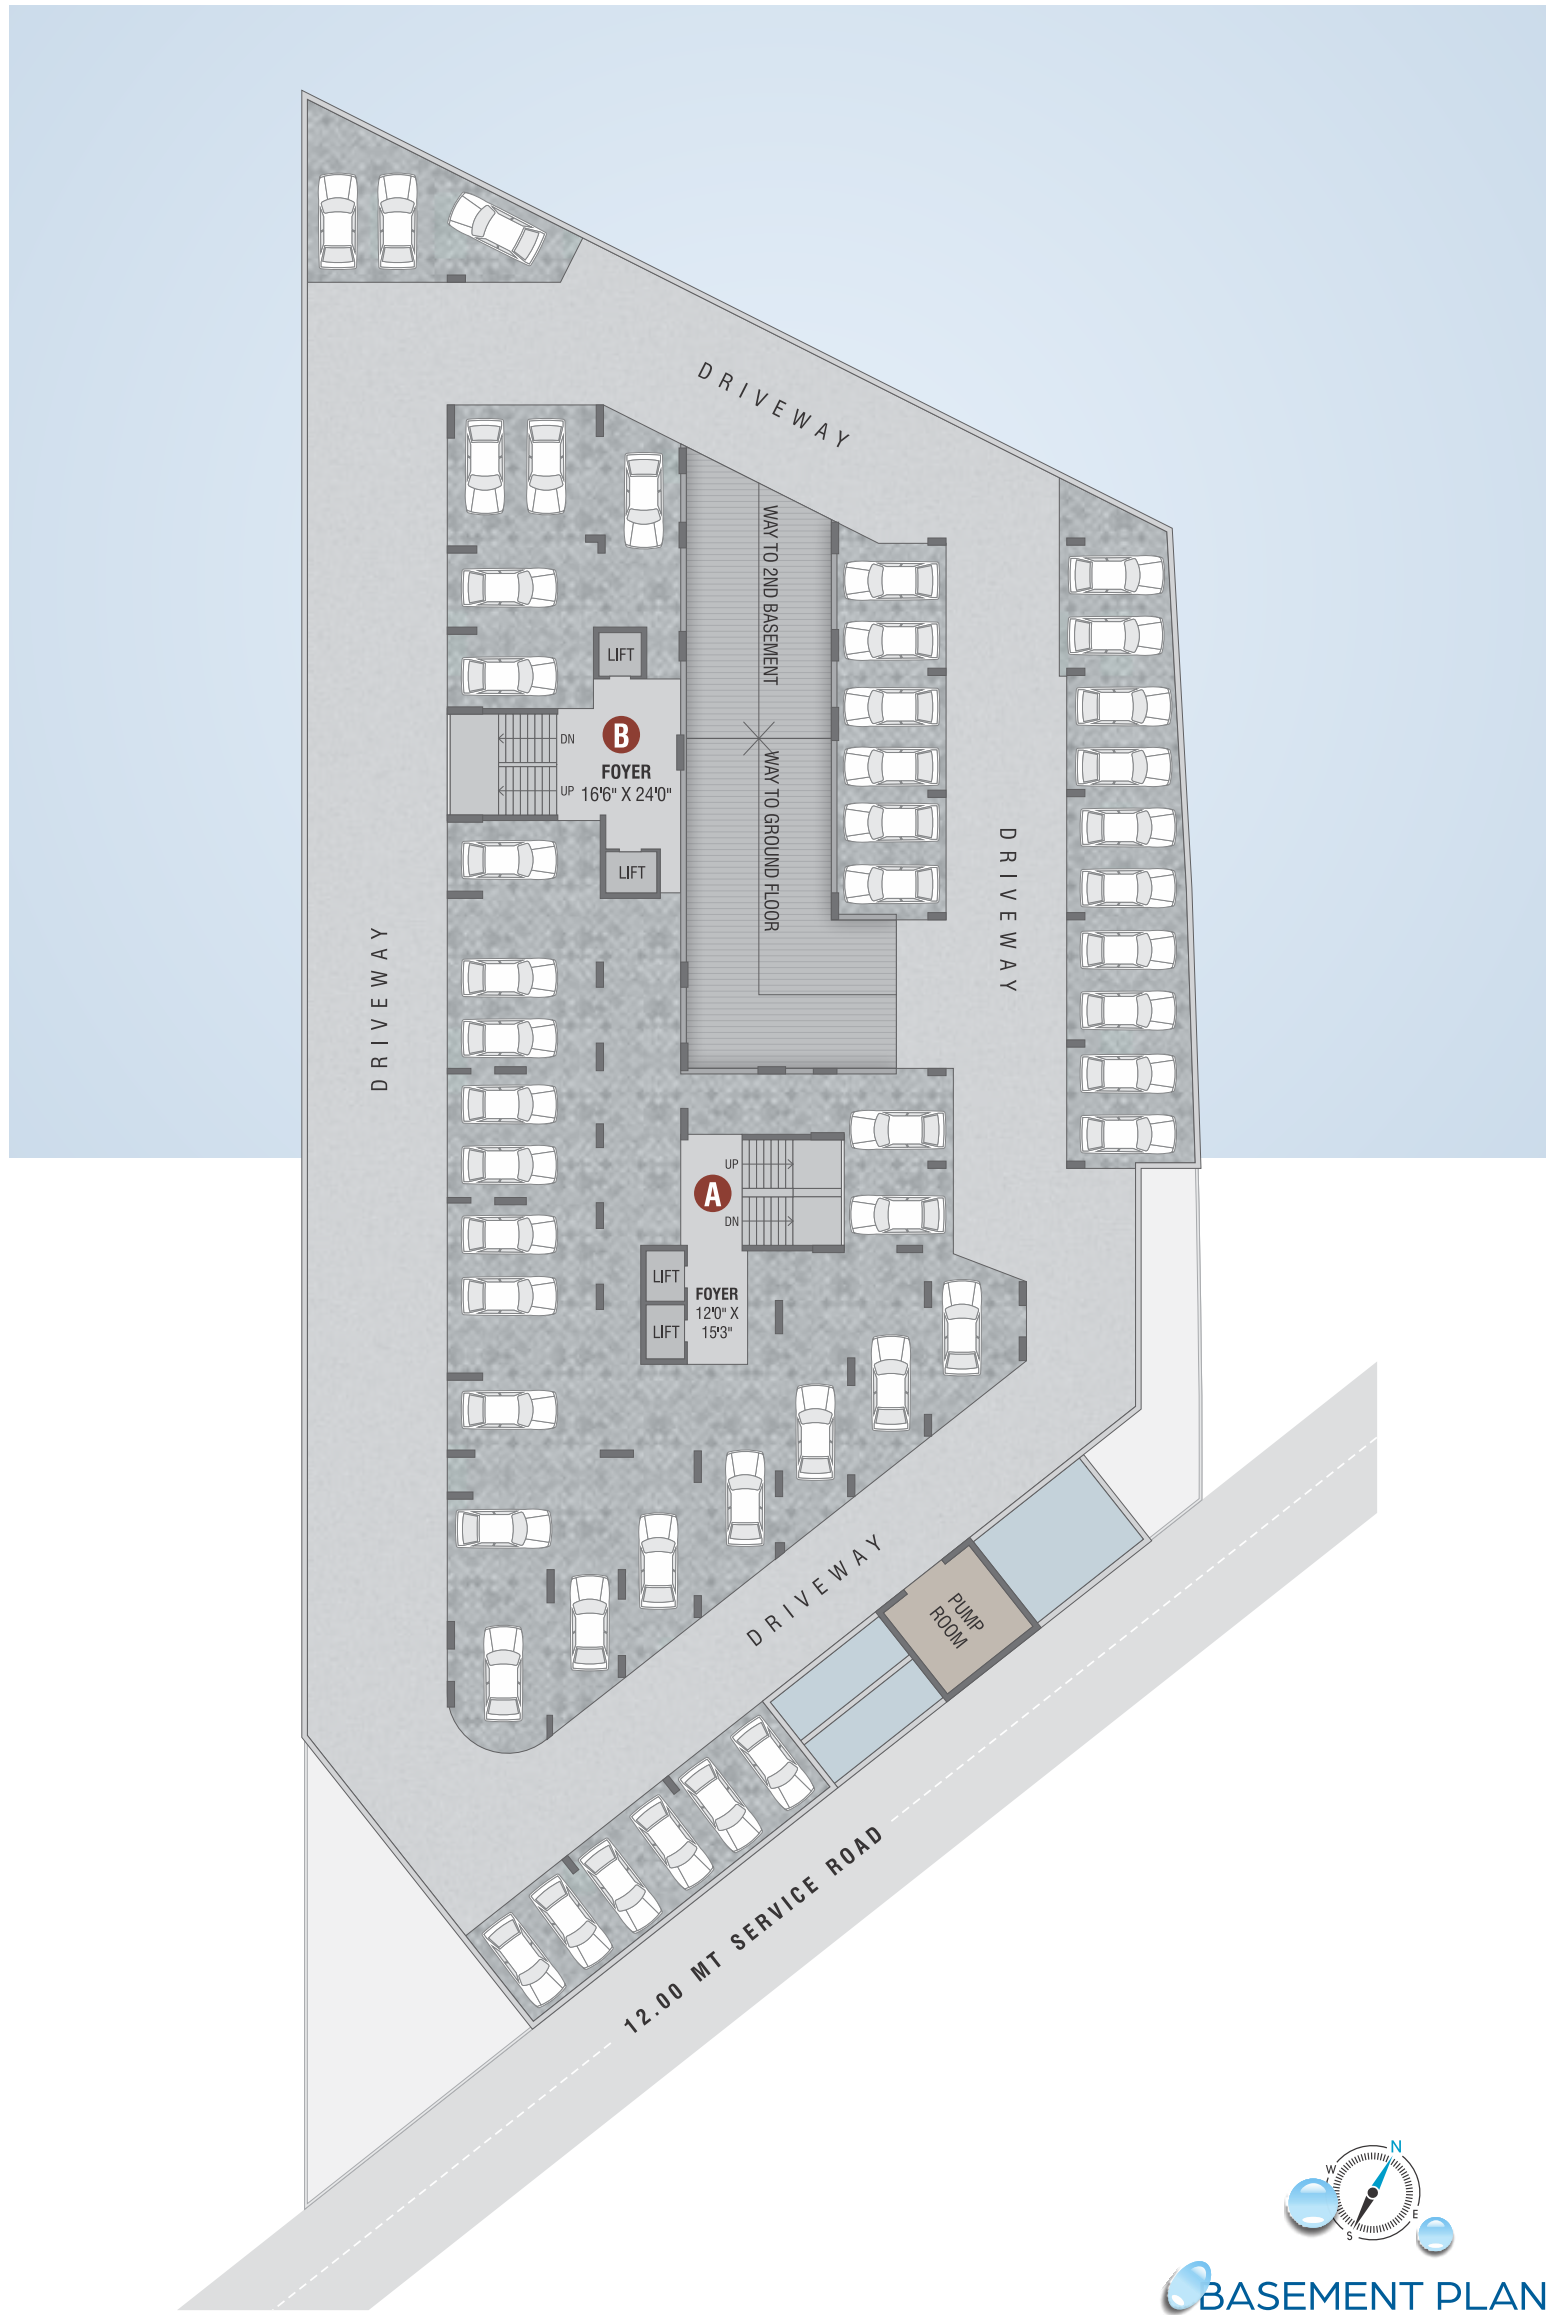 DRIVEWAY
WAY TO 2ND BASEMENT
LIFT
B
DN
FOYER
UP
16'6" X 24'0"
WAY TO GROUND FLOOR
LIFT
DRIVEWAY
DRIVEWAY
UP
A
DN
LIFT
FOYER
12'0" X
15'3"
LIFT
DRIVEWAY
PUMP
ROOM
12.00 MT SERVICE ROAD
N
W
E
S
BASEMENT PLAN